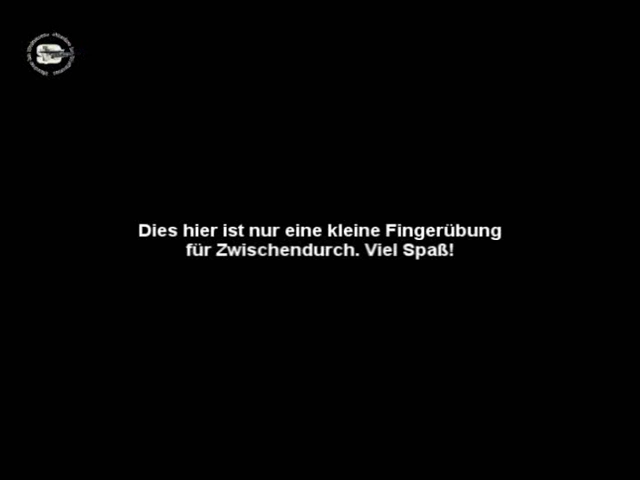 Dies hier ist nur eine kleine Fingerübung
für Zwischendurch. Viel Spaß!